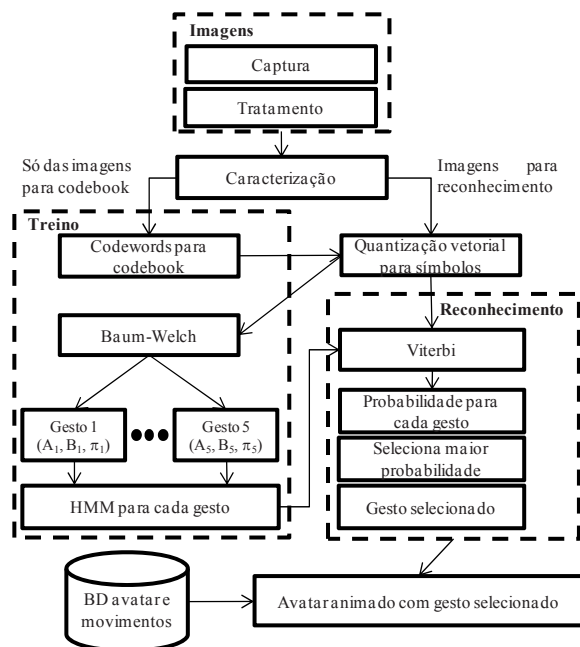 Imagens
Captura
Tratamento
Só das imagens
para codebook
Caracterização
Imagens para
reconhecimento
Treino
Codewords para
codebook
Quantização vetorial
para símbolos
Reconhecimento
Baum-Welch
Viterbi
Gesto 1
(A₁, B₁, π₁)
Gesto 5
(A₅, B₅, π₅)
Probabilidade para
cada gesto
Seleciona maior
probabilidade
HMM para cada gesto
Gesto selecionado
BD avatar e
movimentos
Avatar animado com gesto selecionado